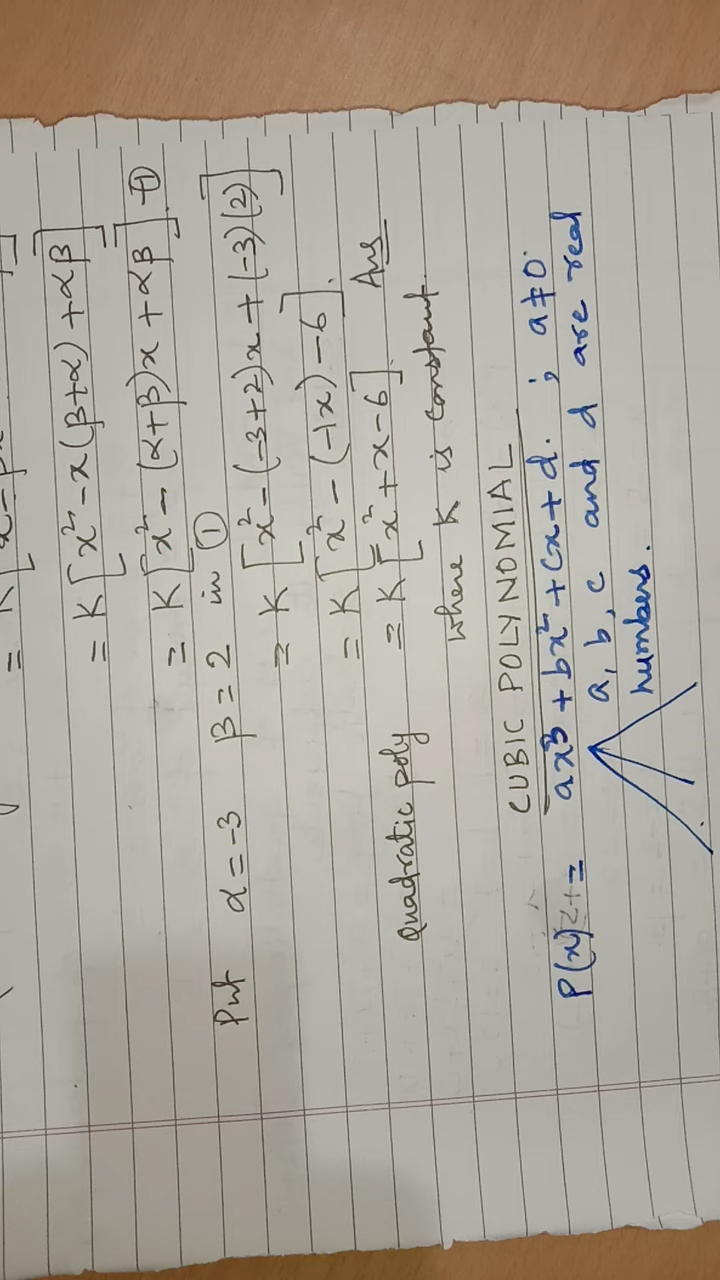 = K[x² - x(β+α) + αβ]
= K[x² - (α+β)x + αβ] - ①
Put α = -3 β = 2 in ①
= K[x² - (-3+2)x + (-3)(2)]
= K[x² - (-1x) - 6].
Quadratic poly = K[x² + x - 6]. Ans
where K is constant.
CUBIC POLYNOMIAL
P(x) = ax³ + bx² + cx + d. ; a ≠ 0.
a, b, c and d are real
numbers.